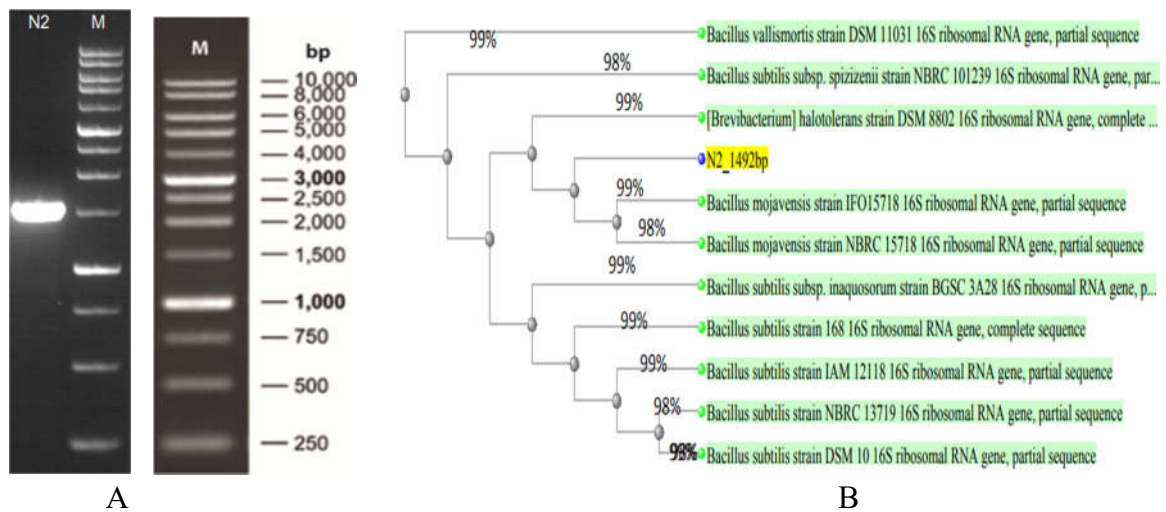 N2 M
M
bp
10,000
8,000
6,000
5,000
4,000
3,000
2,500
2,000
1,500
1,000
750
500
250
A
99%
Bacillus vallismortis strain DSM 11031 16S ribosomal RNA gene, partial sequence
98%
Bacillus subtilis subsp. spizizenii strain NBRC 101239 16S ribosomal RNA gene, par...
99%
[Brevibacterium] halotolerans strain DSM 8802 16S ribosomal RNA gene, complete ...
N2_1492bp
99%
Bacillus mojavensis strain IFO15718 16S ribosomal RNA gene, partial sequence
98%
Bacillus mojavensis strain NBRC 15718 16S ribosomal RNA gene, partial sequence
99%
Bacillus subtilis subsp. inaquosorum strain BGSC 3A28 16S ribosomal RNA gene, p...
99%
Bacillus subtilis strain 168 16S ribosomal RNA gene, complete sequence
99%
Bacillus subtilis strain IAM 12118 16S ribosomal RNA gene, partial sequence
98%
Bacillus subtilis strain NBRC 13719 16S ribosomal RNA gene, partial sequence
Bacillus subtilis strain DSM 10 16S ribosomal RNA gene, partial sequence
B